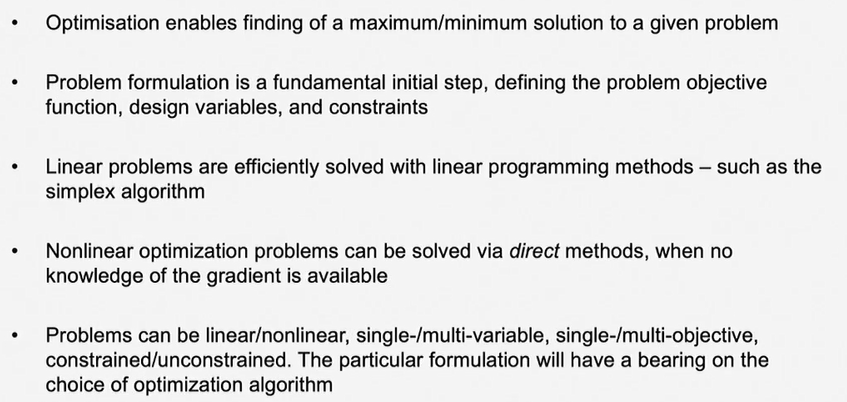 • Optimisation enables finding of a maximum/minimum solution to a given problem
• Problem formulation is a fundamental initial step, defining the problem objective
function, design variables, and constraints
• Linear problems are efficiently solved with linear programming methods – such as the
simplex algorithm
• Nonlinear optimization problems can be solved via direct methods, when no
knowledge of the gradient is available
• Problems can be linear/nonlinear, single-/multi-variable, single-/multi-objective,
constrained/unconstrained. The particular formulation will have a bearing on the
choice of optimization algorithm